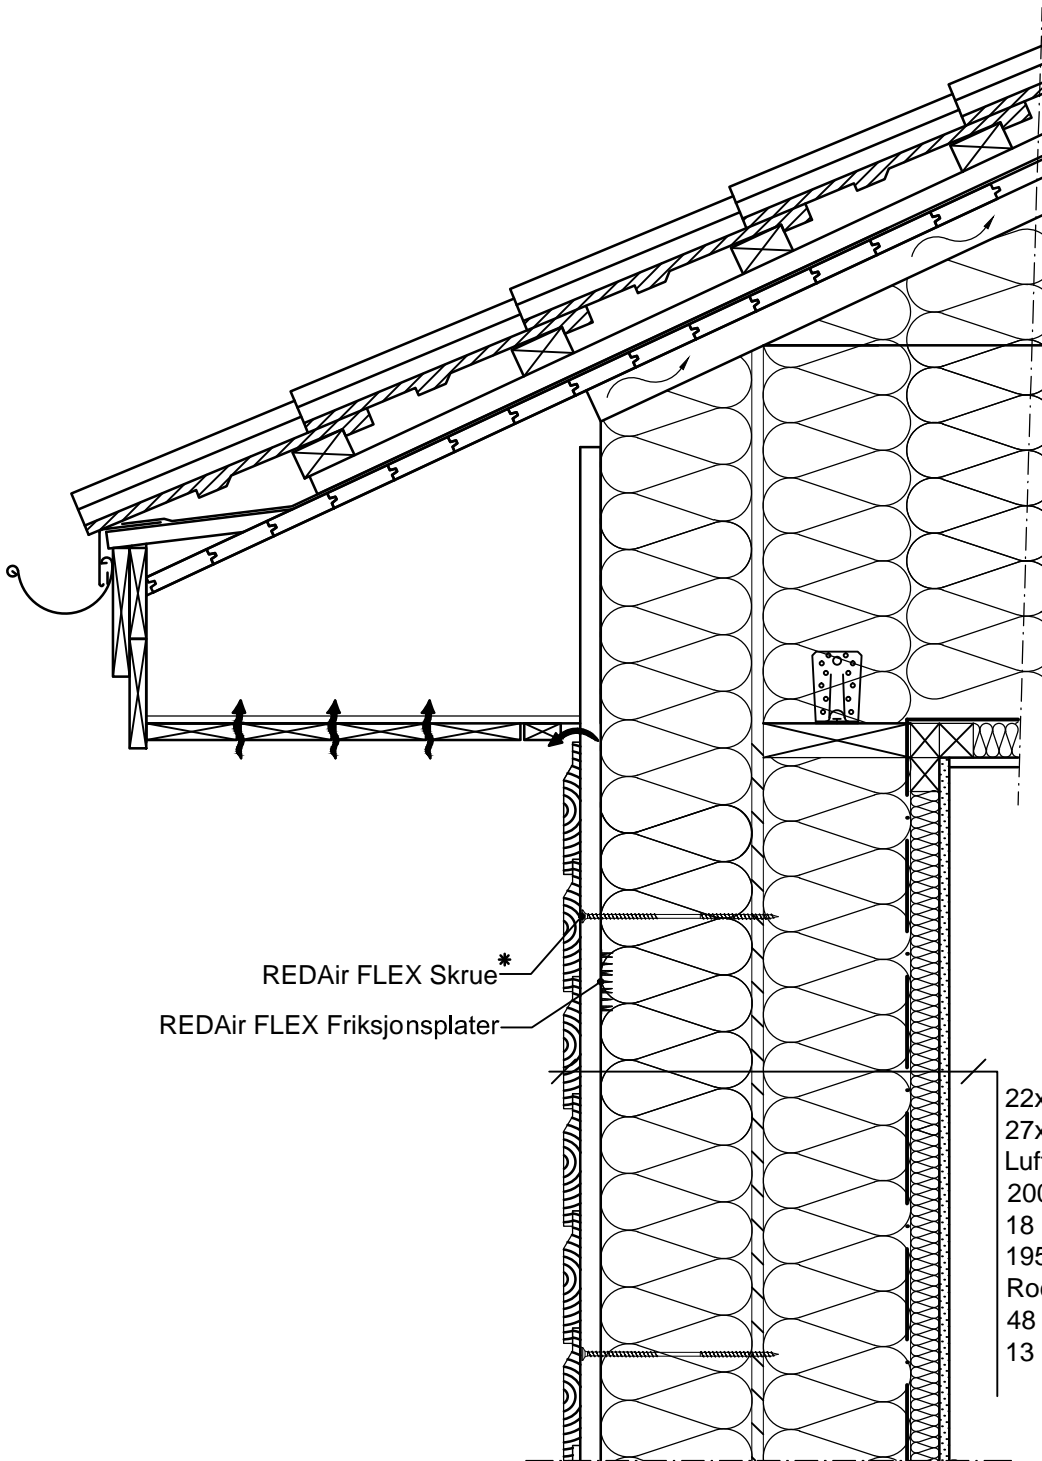 REDAir FLEX Skrue*
REDAir FLEX Friksjonsplater
22x
27x
Luf
200
18
195
Roc
48
13